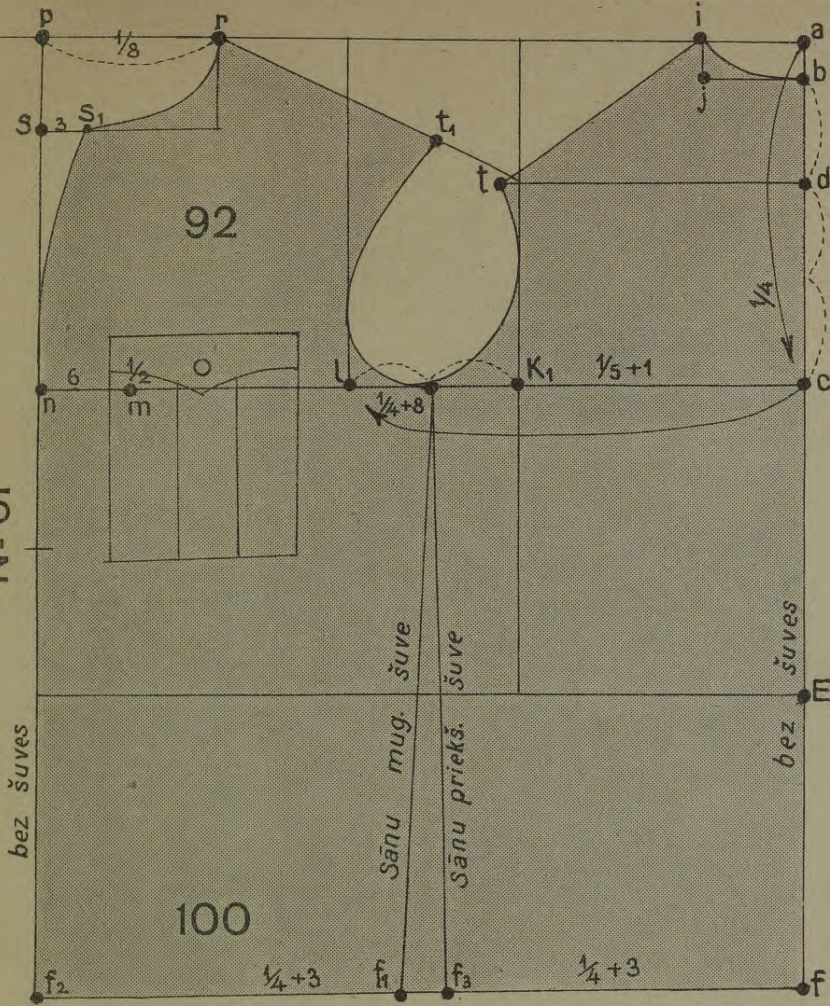 p
r
i
a
1/8
b
j
S
3
S1
t1
d
t
92
1/4
O
n
6
1/2
m
l
1/4+8
K1
1/5+1
c
bez šuves
Sānu mug. šuve
Sānu priekš. šuve
bez šuves
E
100
f2
1/4+3
f1
f3
1/4+3
f